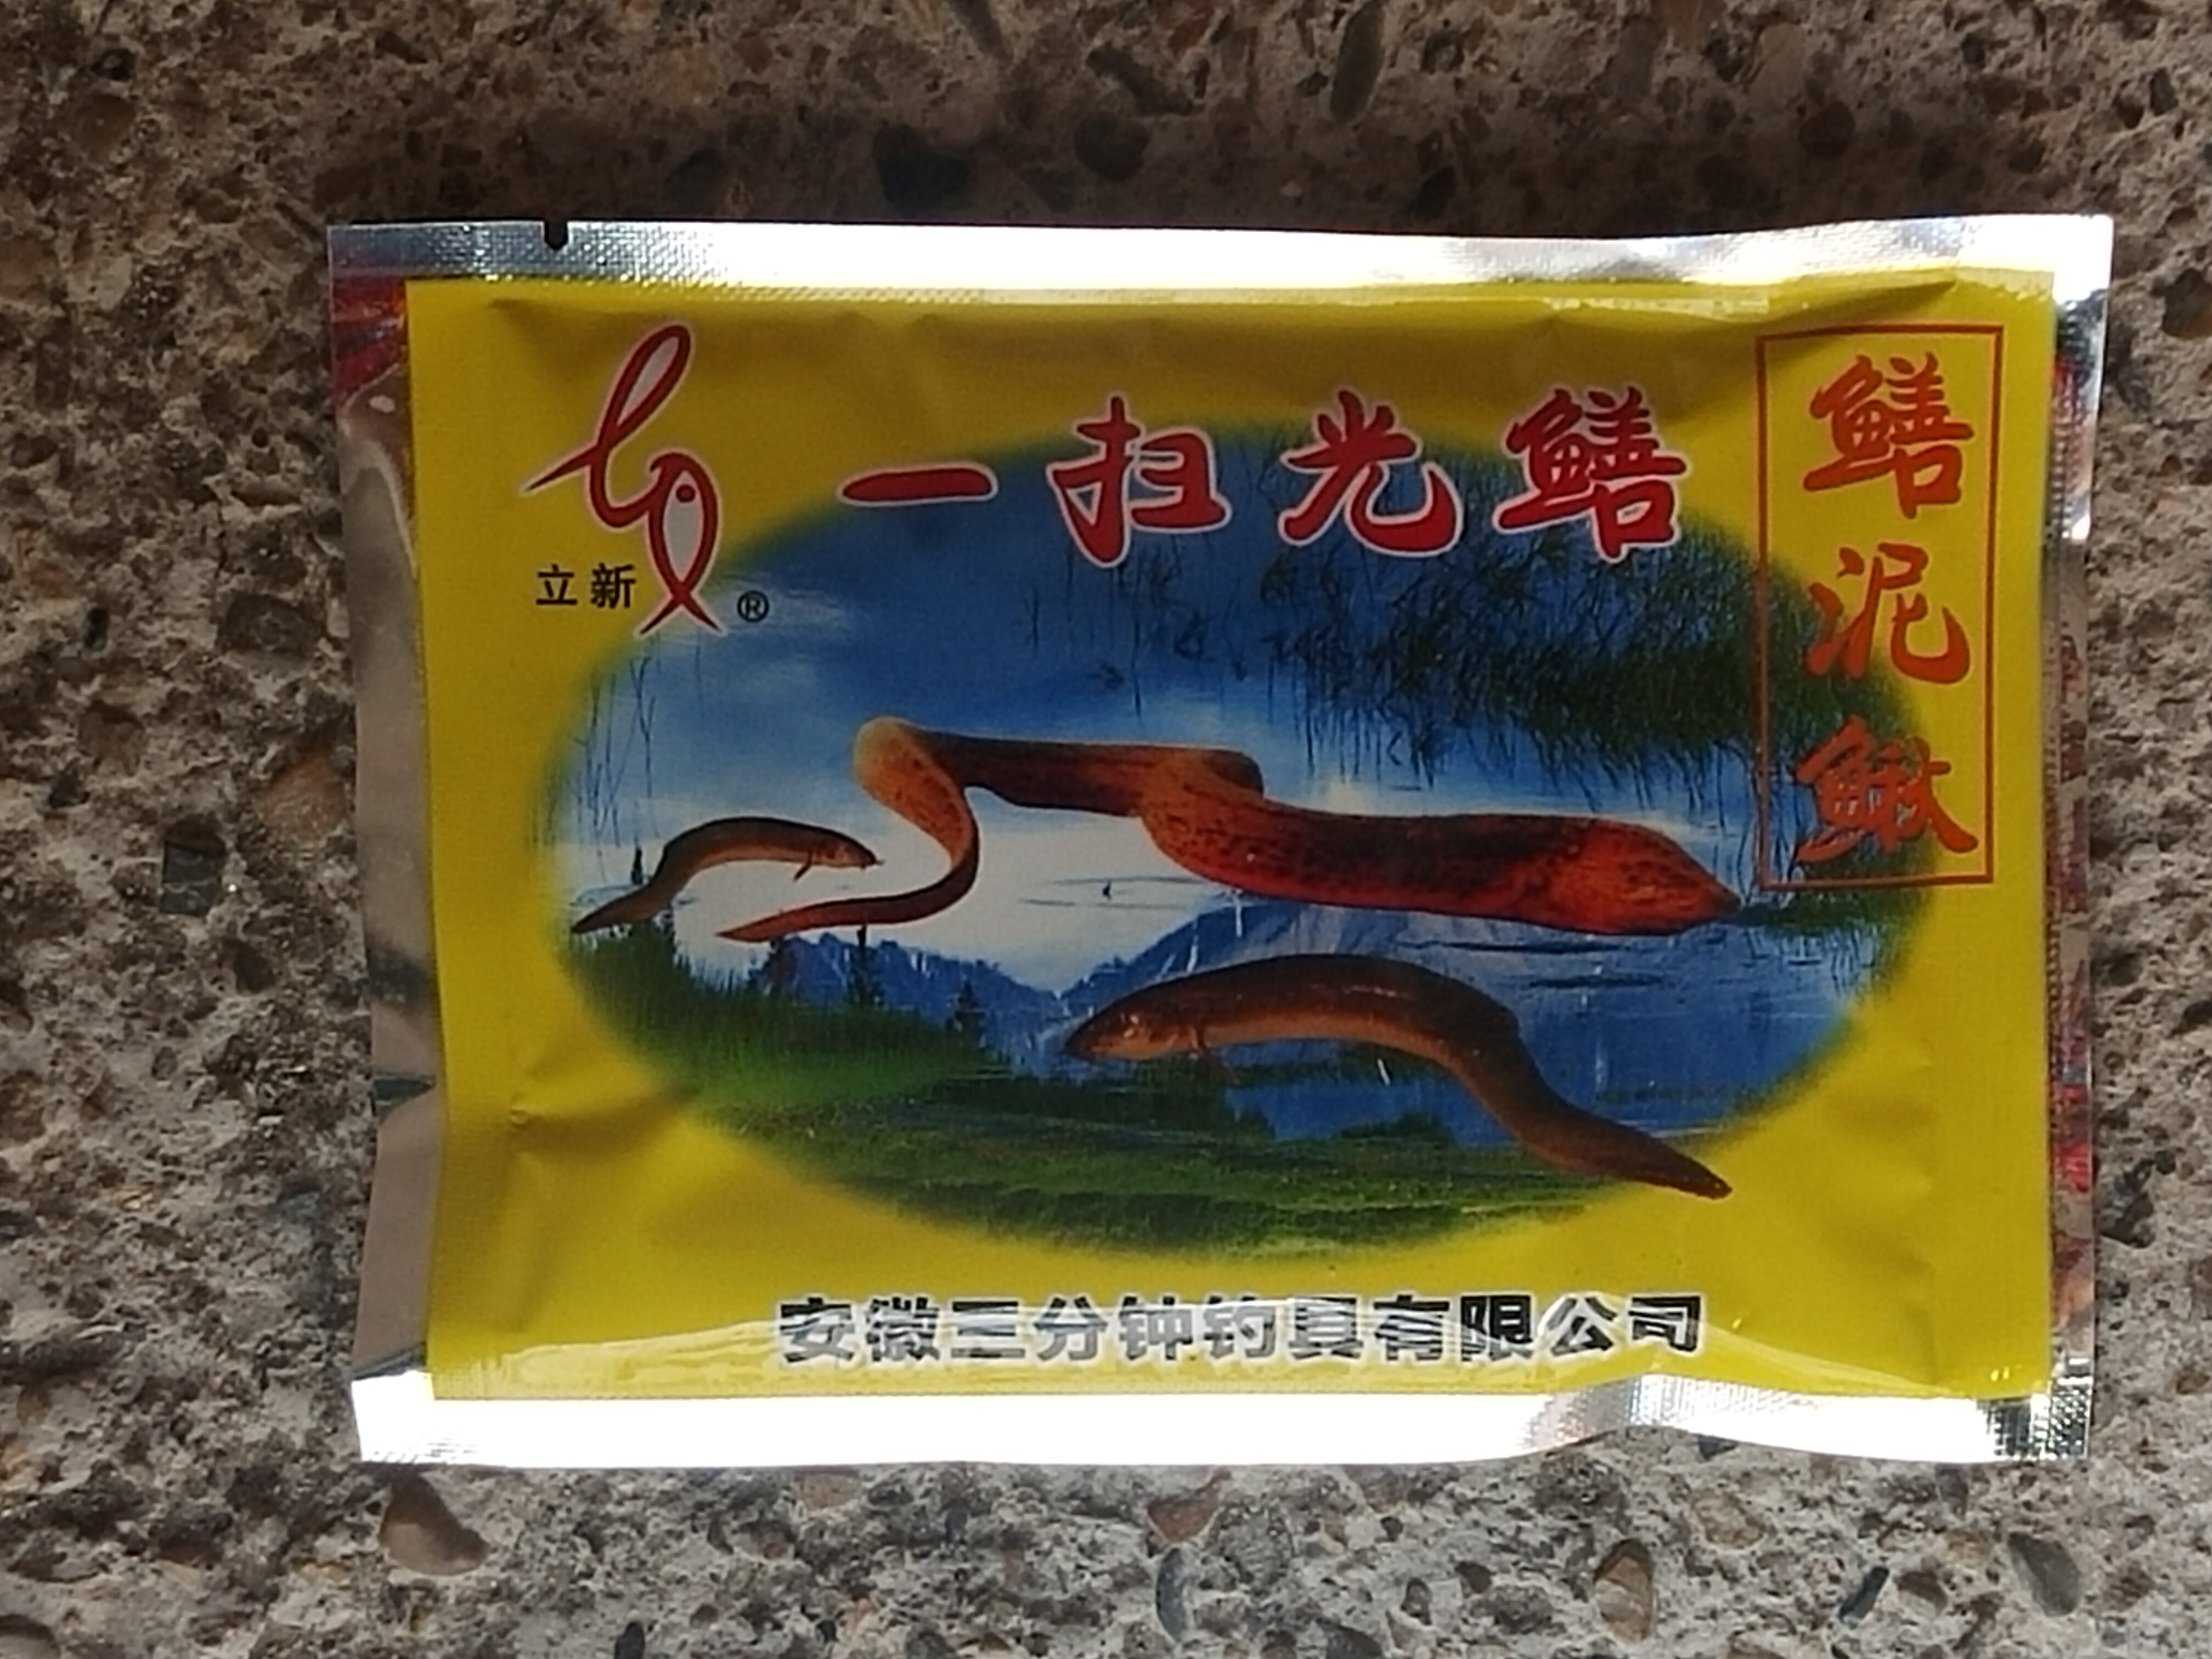 一扫光鳝
立新
®
鳝泥鳅
安徽三分钟钓具有限公司